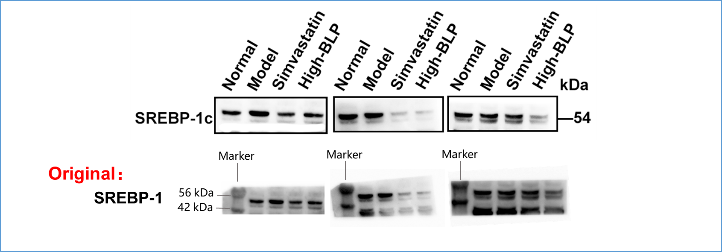 Normal Model Simvastatin High-BLP Normal Model Simvastatin High-BLP Normal Model Simvastatin High-BLP
kDa
SREBP-1c 54
Original：
Marker Marker Marker
56 kDa
SREBP-1
42 kDa